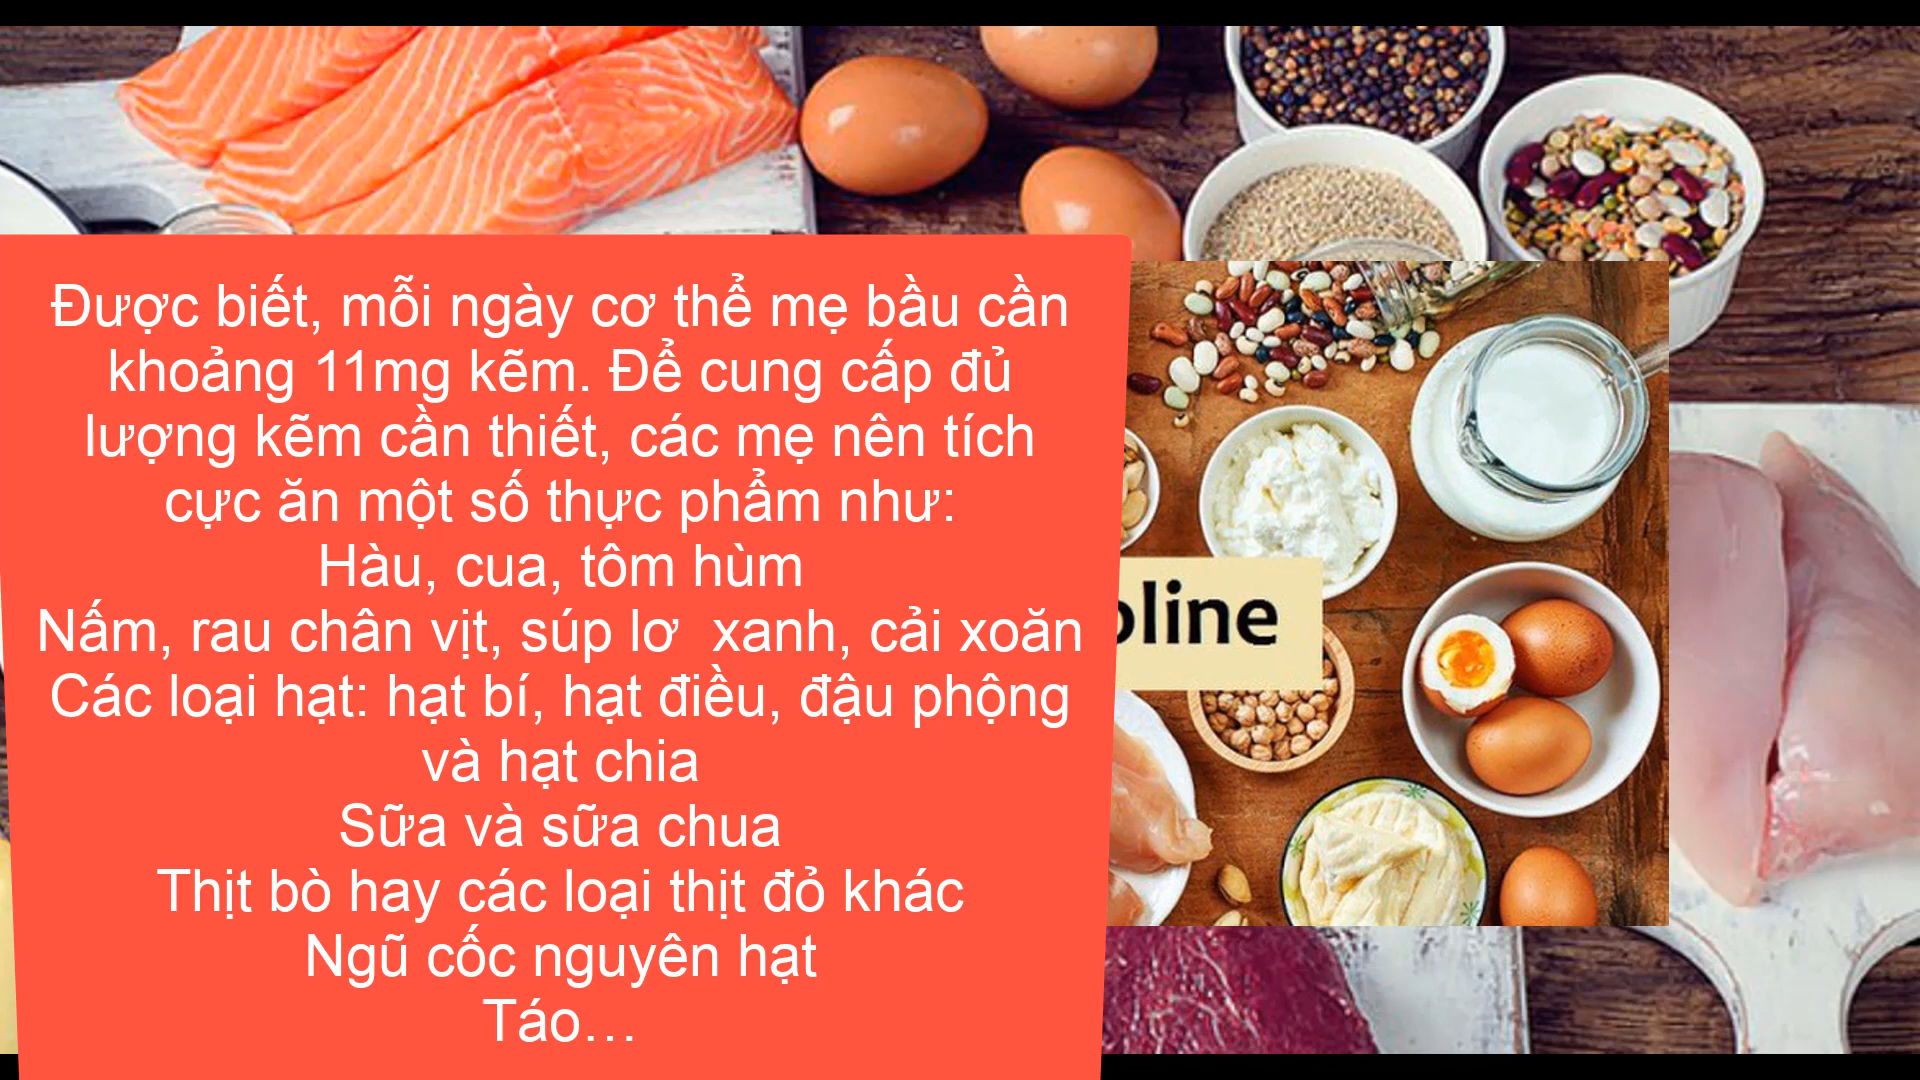 Được biết, mỗi ngày cơ thể mẹ bầu cần
khoảng 11mg kẽm. Để cung cấp đủ
lượng kẽm cần thiết, các mẹ nên tích
cực ăn một số thực phẩm như:
Hàu, cua, tôm hùm
Nấm, rau chân vịt, súp lơ  xanh, cải xoăn
Các loại hạt: hạt bí, hạt điều, đậu phộng
và hạt chia
Sữa và sữa chua
Thịt bò hay các loại thịt đỏ khác
Ngũ cốc nguyên hạt
Táo…
oline